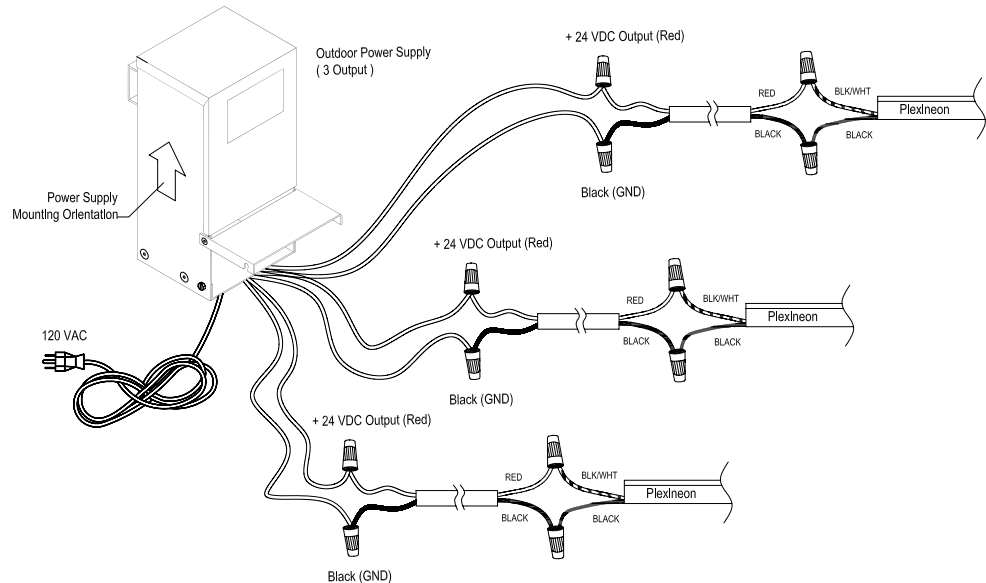 + 24 VDC Output (Red)
Outdoor Power Supply
( 3 Output )
RED
BLK/WHT
PlexIneon
BLACK
BLACK
Black (GND)
Power Supply
Mounting Orientation
+ 24 VDC Output (Red)
RED
BLK/WHT
PlexIneon
BLACK
BLACK
120 VAC
Black (GND)
+ 24 VDC Output (Red)
RED
BLK/WHT
PlexIneon
BLACK
BLACK
Black (GND)